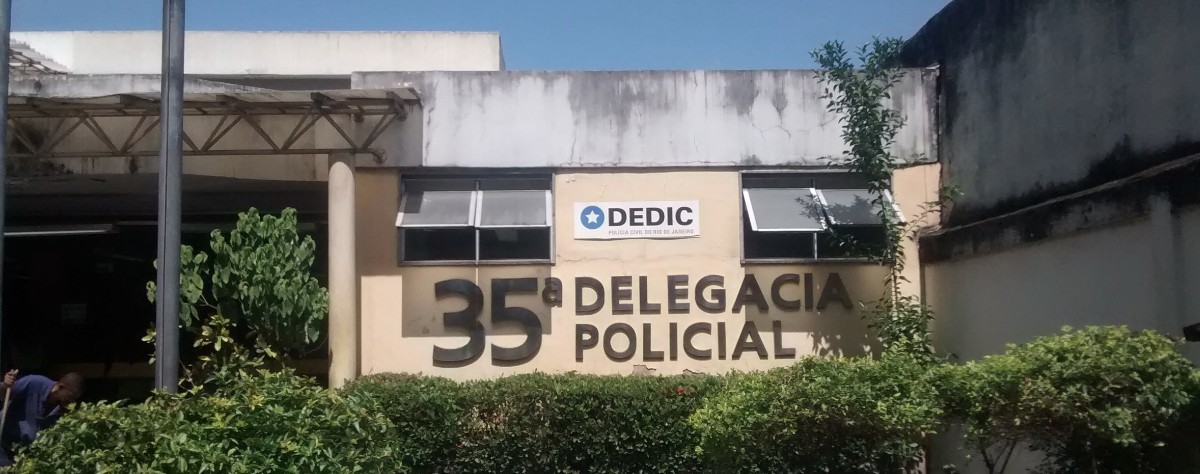 DEDIC
POLÍCIA CIVIL DO RIO DE JANEIRO
35ª DELEGACIA
POLICIAL